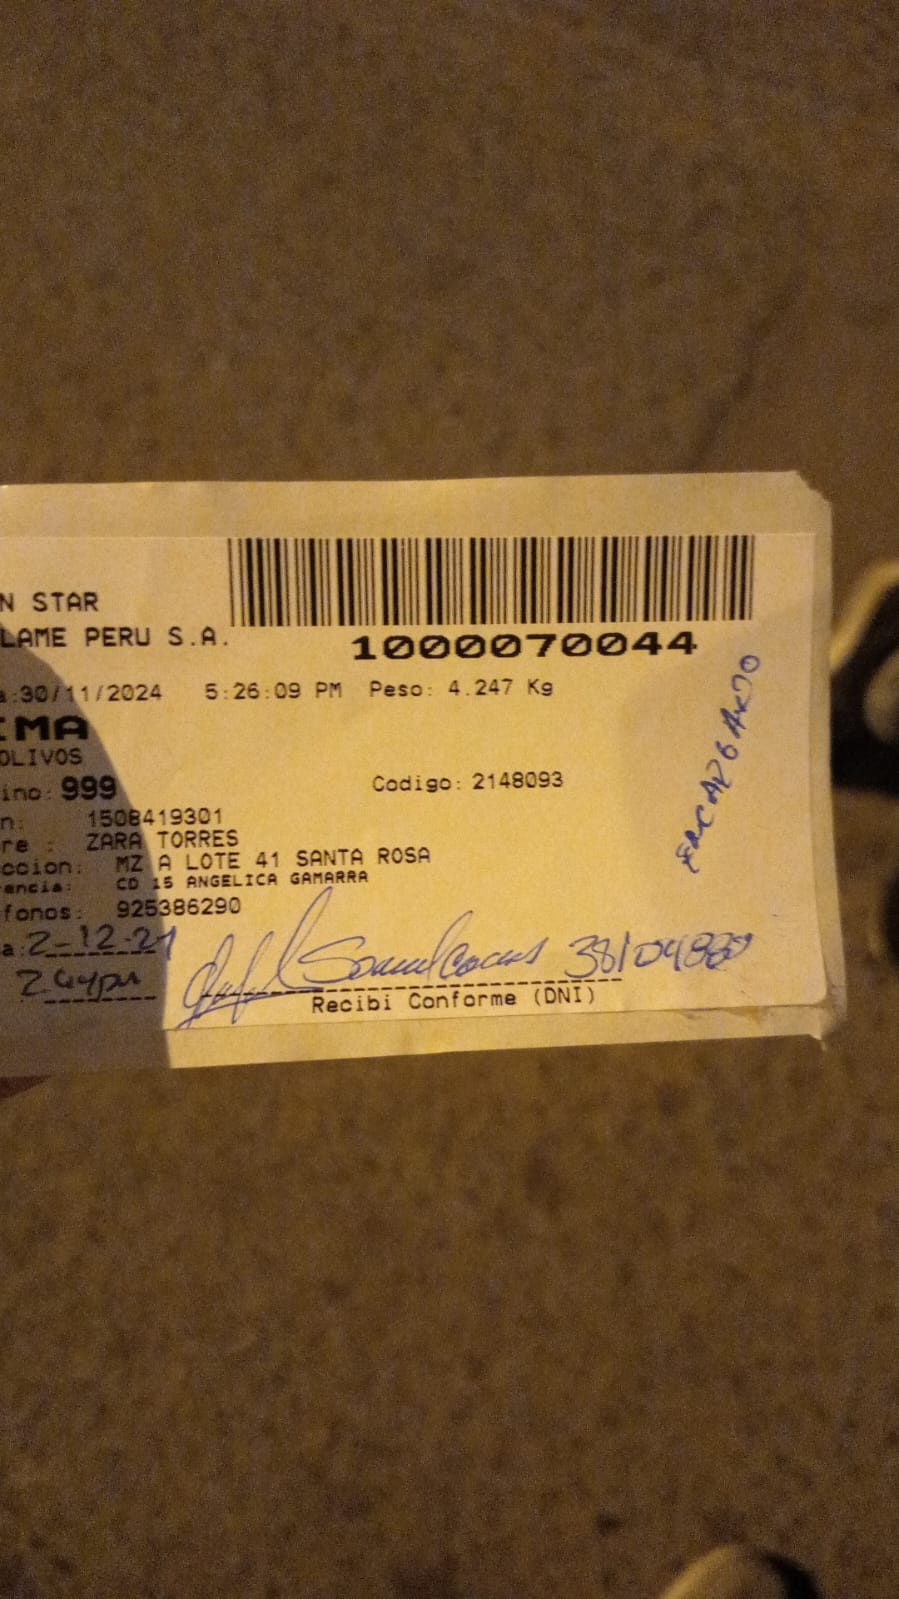 N STAR
LAME PERU S.A.
1000070044
a:30/11/2024 5:26:09 PM Peso: 4.247 Kg
IMA
OLIVOS
ino: 999 Codigo: 2148093
n: 1508419301
re : ZARA TORRES
ccion: MZ A LOTE 41 SANTA ROSA
encia: CD 15 ANGELICA GAMARRA
fonos: 925386290
a: 2-12-24
Recibi Conforme (DNI)